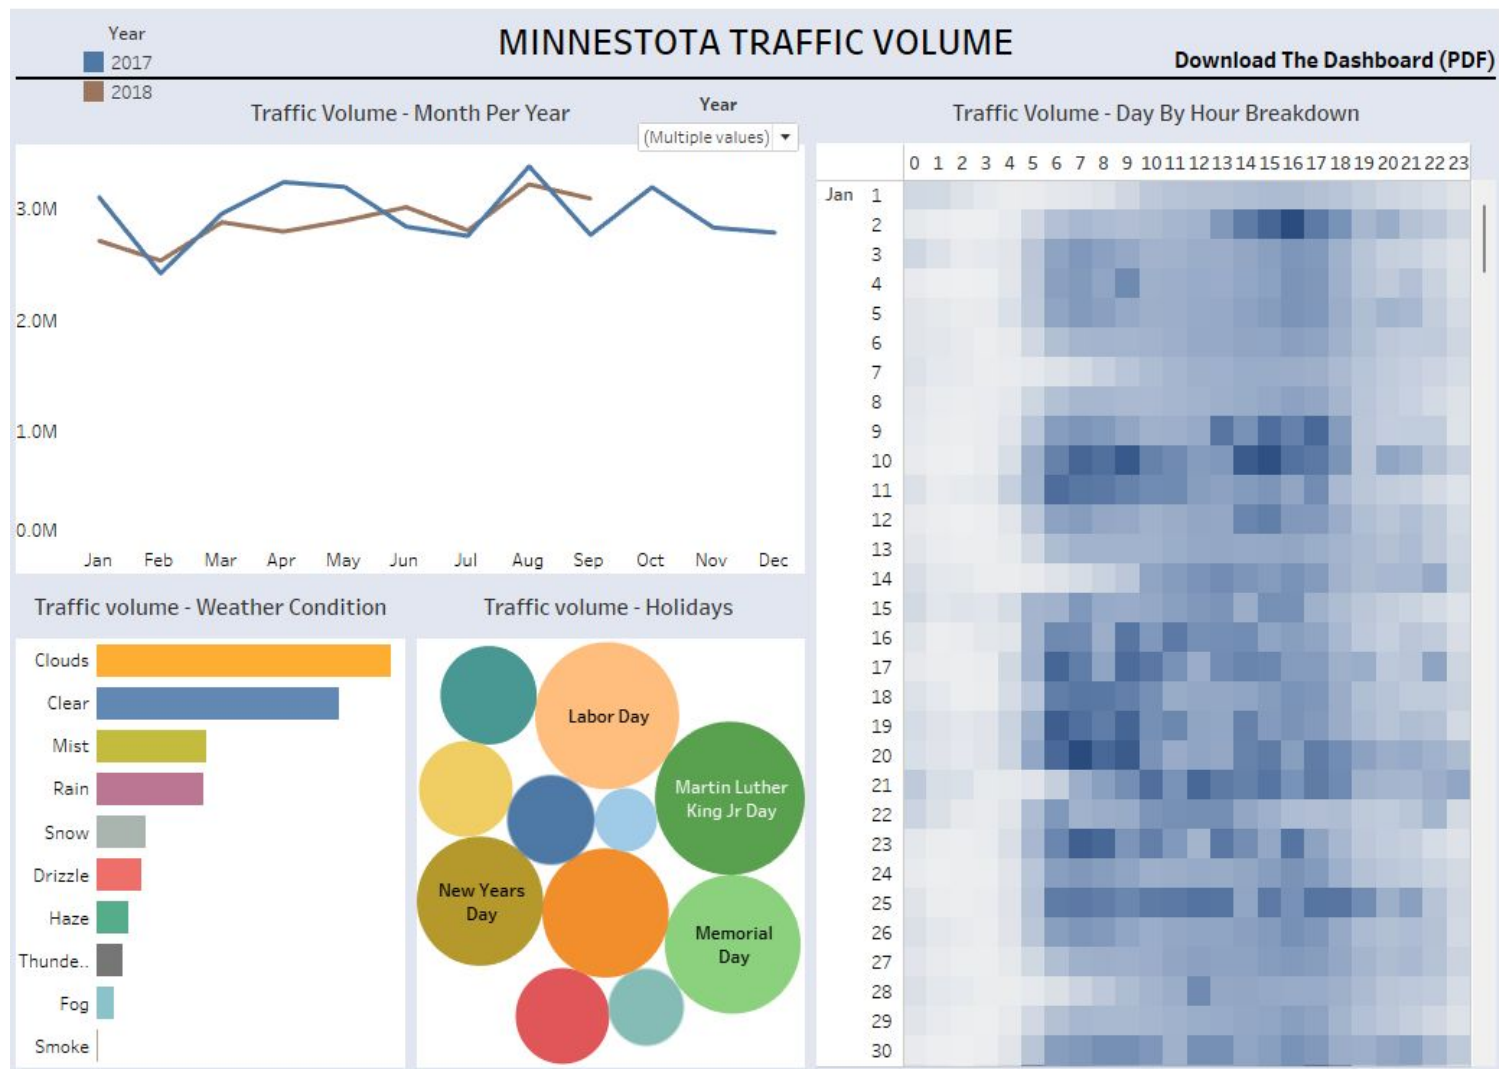 Year
2017
2018
MINNESTOTA TRAFFIC VOLUME
Download The Dashboard (PDF)
Traffic Volume - Month Per Year
Year
(Multiple values)
3.0M
2.0M
1.0M
0.0M
Jan Feb Mar Apr May Jun Jul Aug Sep Oct Nov Dec
Traffic Volume - Day By Hour Breakdown
0 1 2 3 4 5 6 7 8 9 10 11 12 13 14 15 16 17 18 19 20 21 22 23
Jan 1
2
3
4
5
6
7
8
9
10
11
12
13
14
15
16
17
18
19
20
21
22
23
24
25
26
27
28
29
30
Traffic volume - Weather Condition
Clouds
Clear
Mist
Rain
Snow
Drizzle
Haze
Thunde..
Fog
Smoke
Traffic volume - Holidays
Labor Day
Martin Luther
King Jr Day
New Years
Day
Memorial
Day